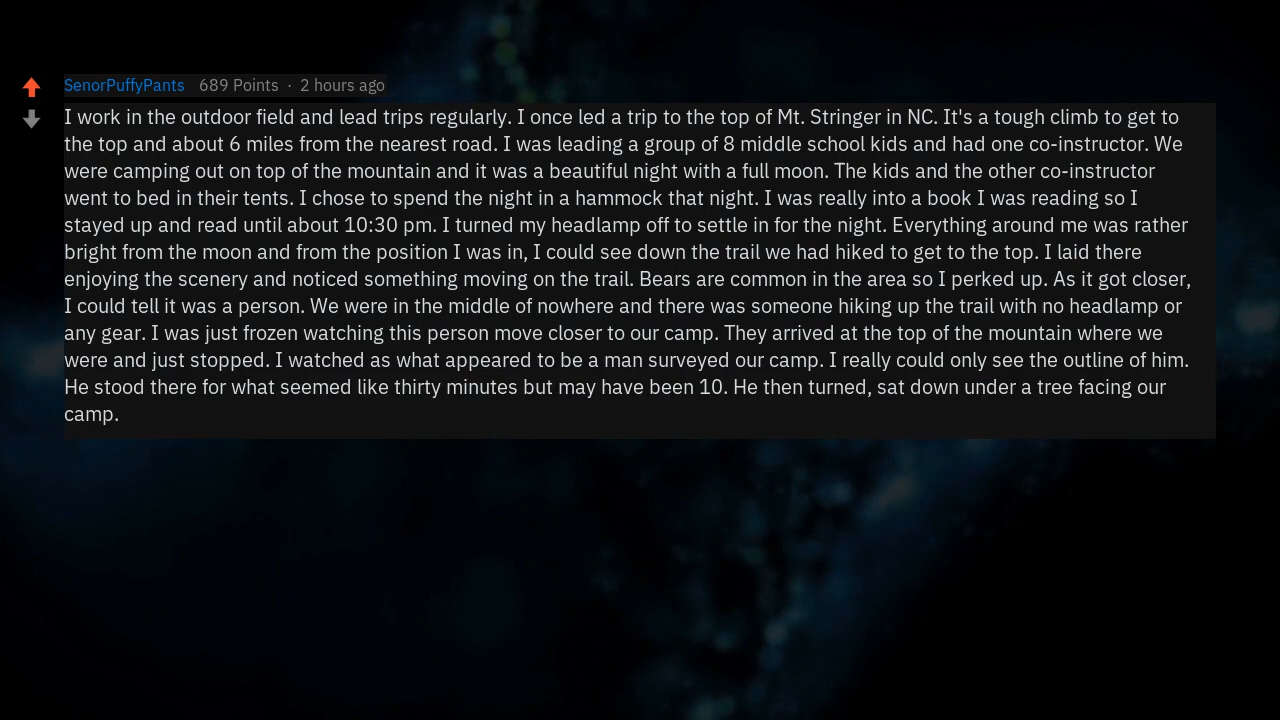 SenorPuffyPants 689 Points · 2 hours ago
I work in the outdoor field and lead trips regularly. I once led a trip to the top of Mt. Stringer in NC. It's a tough climb to get to
the top and about 6 miles from the nearest road. I was leading a group of 8 middle school kids and had one co-instructor. We
were camping out on top of the mountain and it was a beautiful night with a full moon. The kids and the other co-instructor
went to bed in their tents. I chose to spend the night in a hammock that night. I was really into a book I was reading so I
stayed up and read until about 10:30 pm. I turned my headlamp off to settle in for the night. Everything around me was rather
bright from the moon and from the position I was in, I could see down the trail we had hiked to get to the top. I laid there
enjoying the scenery and noticed something moving on the trail. Bears are common in the area so I perked up. As it got closer,
I could tell it was a person. We were in the middle of nowhere and there was someone hiking up the trail with no headlamp or
any gear. I was just frozen watching this person move closer to our camp. They arrived at the top of the mountain where we
were and just stopped. I watched as what appeared to be a man surveyed our camp. I really could only see the outline of him.
He stood there for what seemed like thirty minutes but may have been 10. He then turned, sat down under a tree facing our
camp.